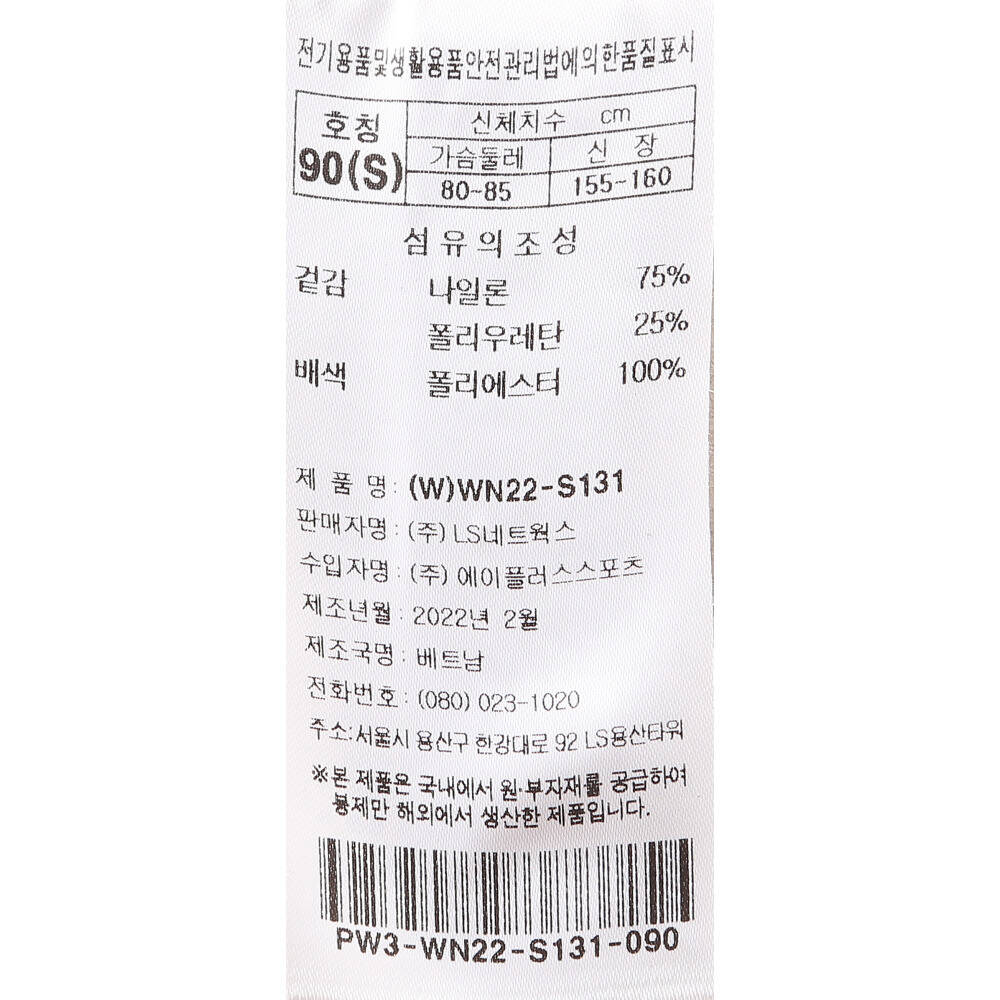 전기용품및생활용품안전관리법에의한품질표시
호칭 신체치수 cm
90(S) 가슴둘레 신 장
80-85 155-160
섬유의조성
겉감 나일론 75%
폴리우레탄 25%
배색 폴리에스터 100%
제 품 명: (W)WN22-S131
판매자명: (주) LS네트웍스
수입자명: (주) 에이플러스스포츠
제조년월: 2022년 2월
제조국명: 베트남
전화번호: (080) 023-1020
주소:서울시 용산구 한강대로 92 LS용산타워
※본 제품은 국내에서 원·부자재를 공급하여
봉제만 해외에서 생산한 제품입니다.
PW3-WN22-S131-090